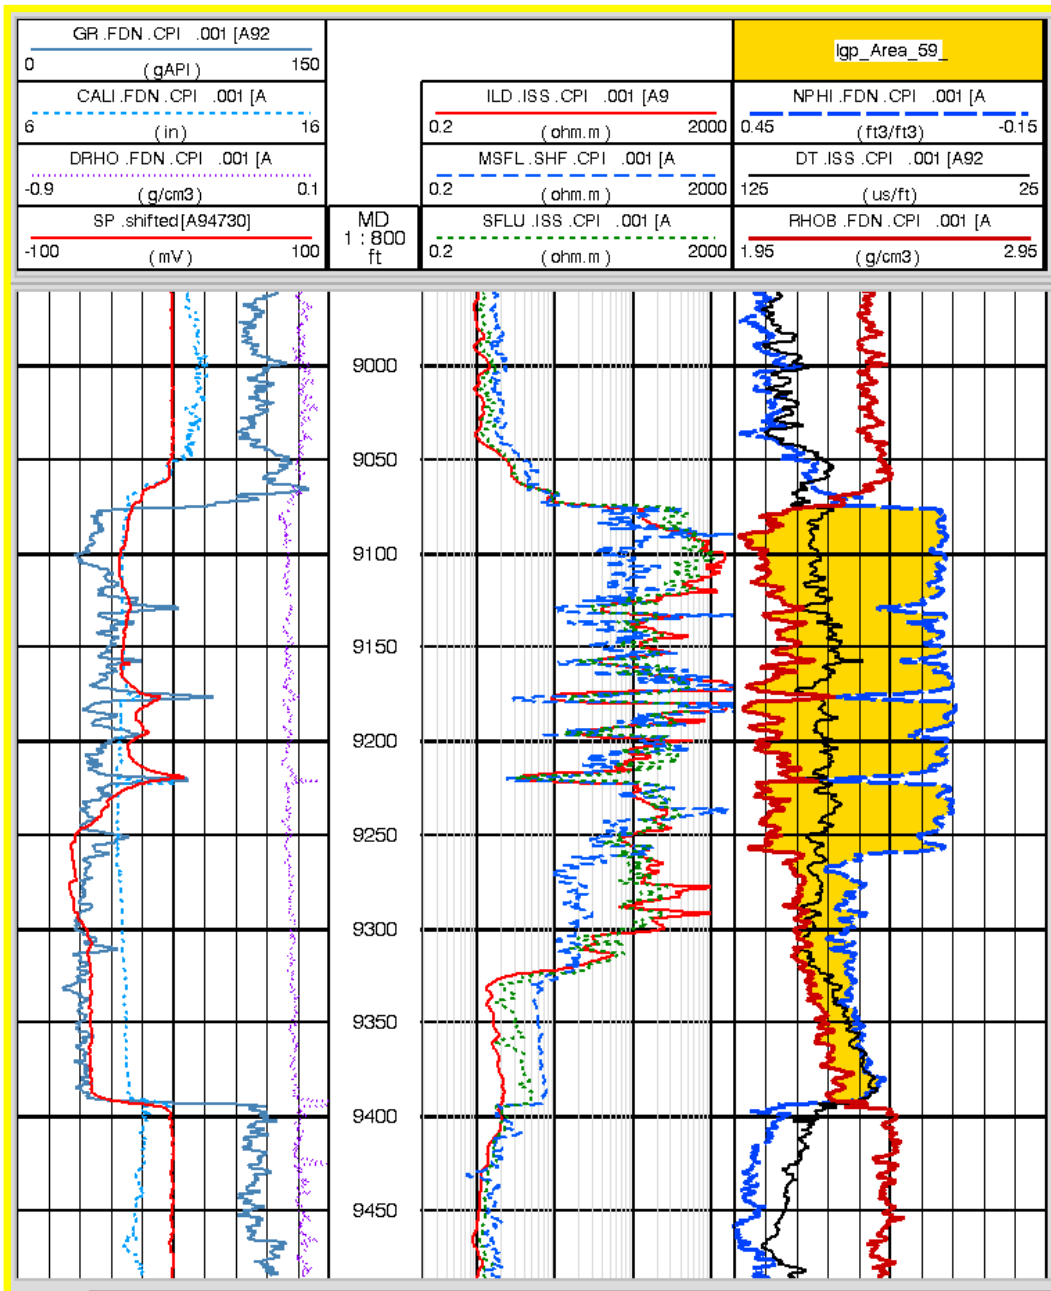 GR .FDN .CPI .001 [A92
0 (gAPI) 150
CALI .FDN .CPI .001 [A
6 (in) 16
DRHO .FDN .CPI .001 [A
-0.9 (g/cm3) 0.1
SP .shifted[A94730]
-100 (mV) 100
MD
1 : 800
ft
ILD .ISS .CPI .001 [A9
0.2 (ohm.m) 2000
MSFL .SHF .CPI .001 [A
0.2 (ohm.m) 2000
SFLU .ISS .CPI .001 [A
0.2 (ohm.m) 2000
lgp_Area_59_
NPHI .FDN .CPI .001 [A
0.45 (ft3/ft3) -0.15
DT .ISS .CPI .001 [A92
125 (us/ft) 25
RHOB .FDN .CPI .001 [A
1.95 (g/cm3) 2.95
9000
9050
9100
9150
9200
9250
9300
9350
9400
9450